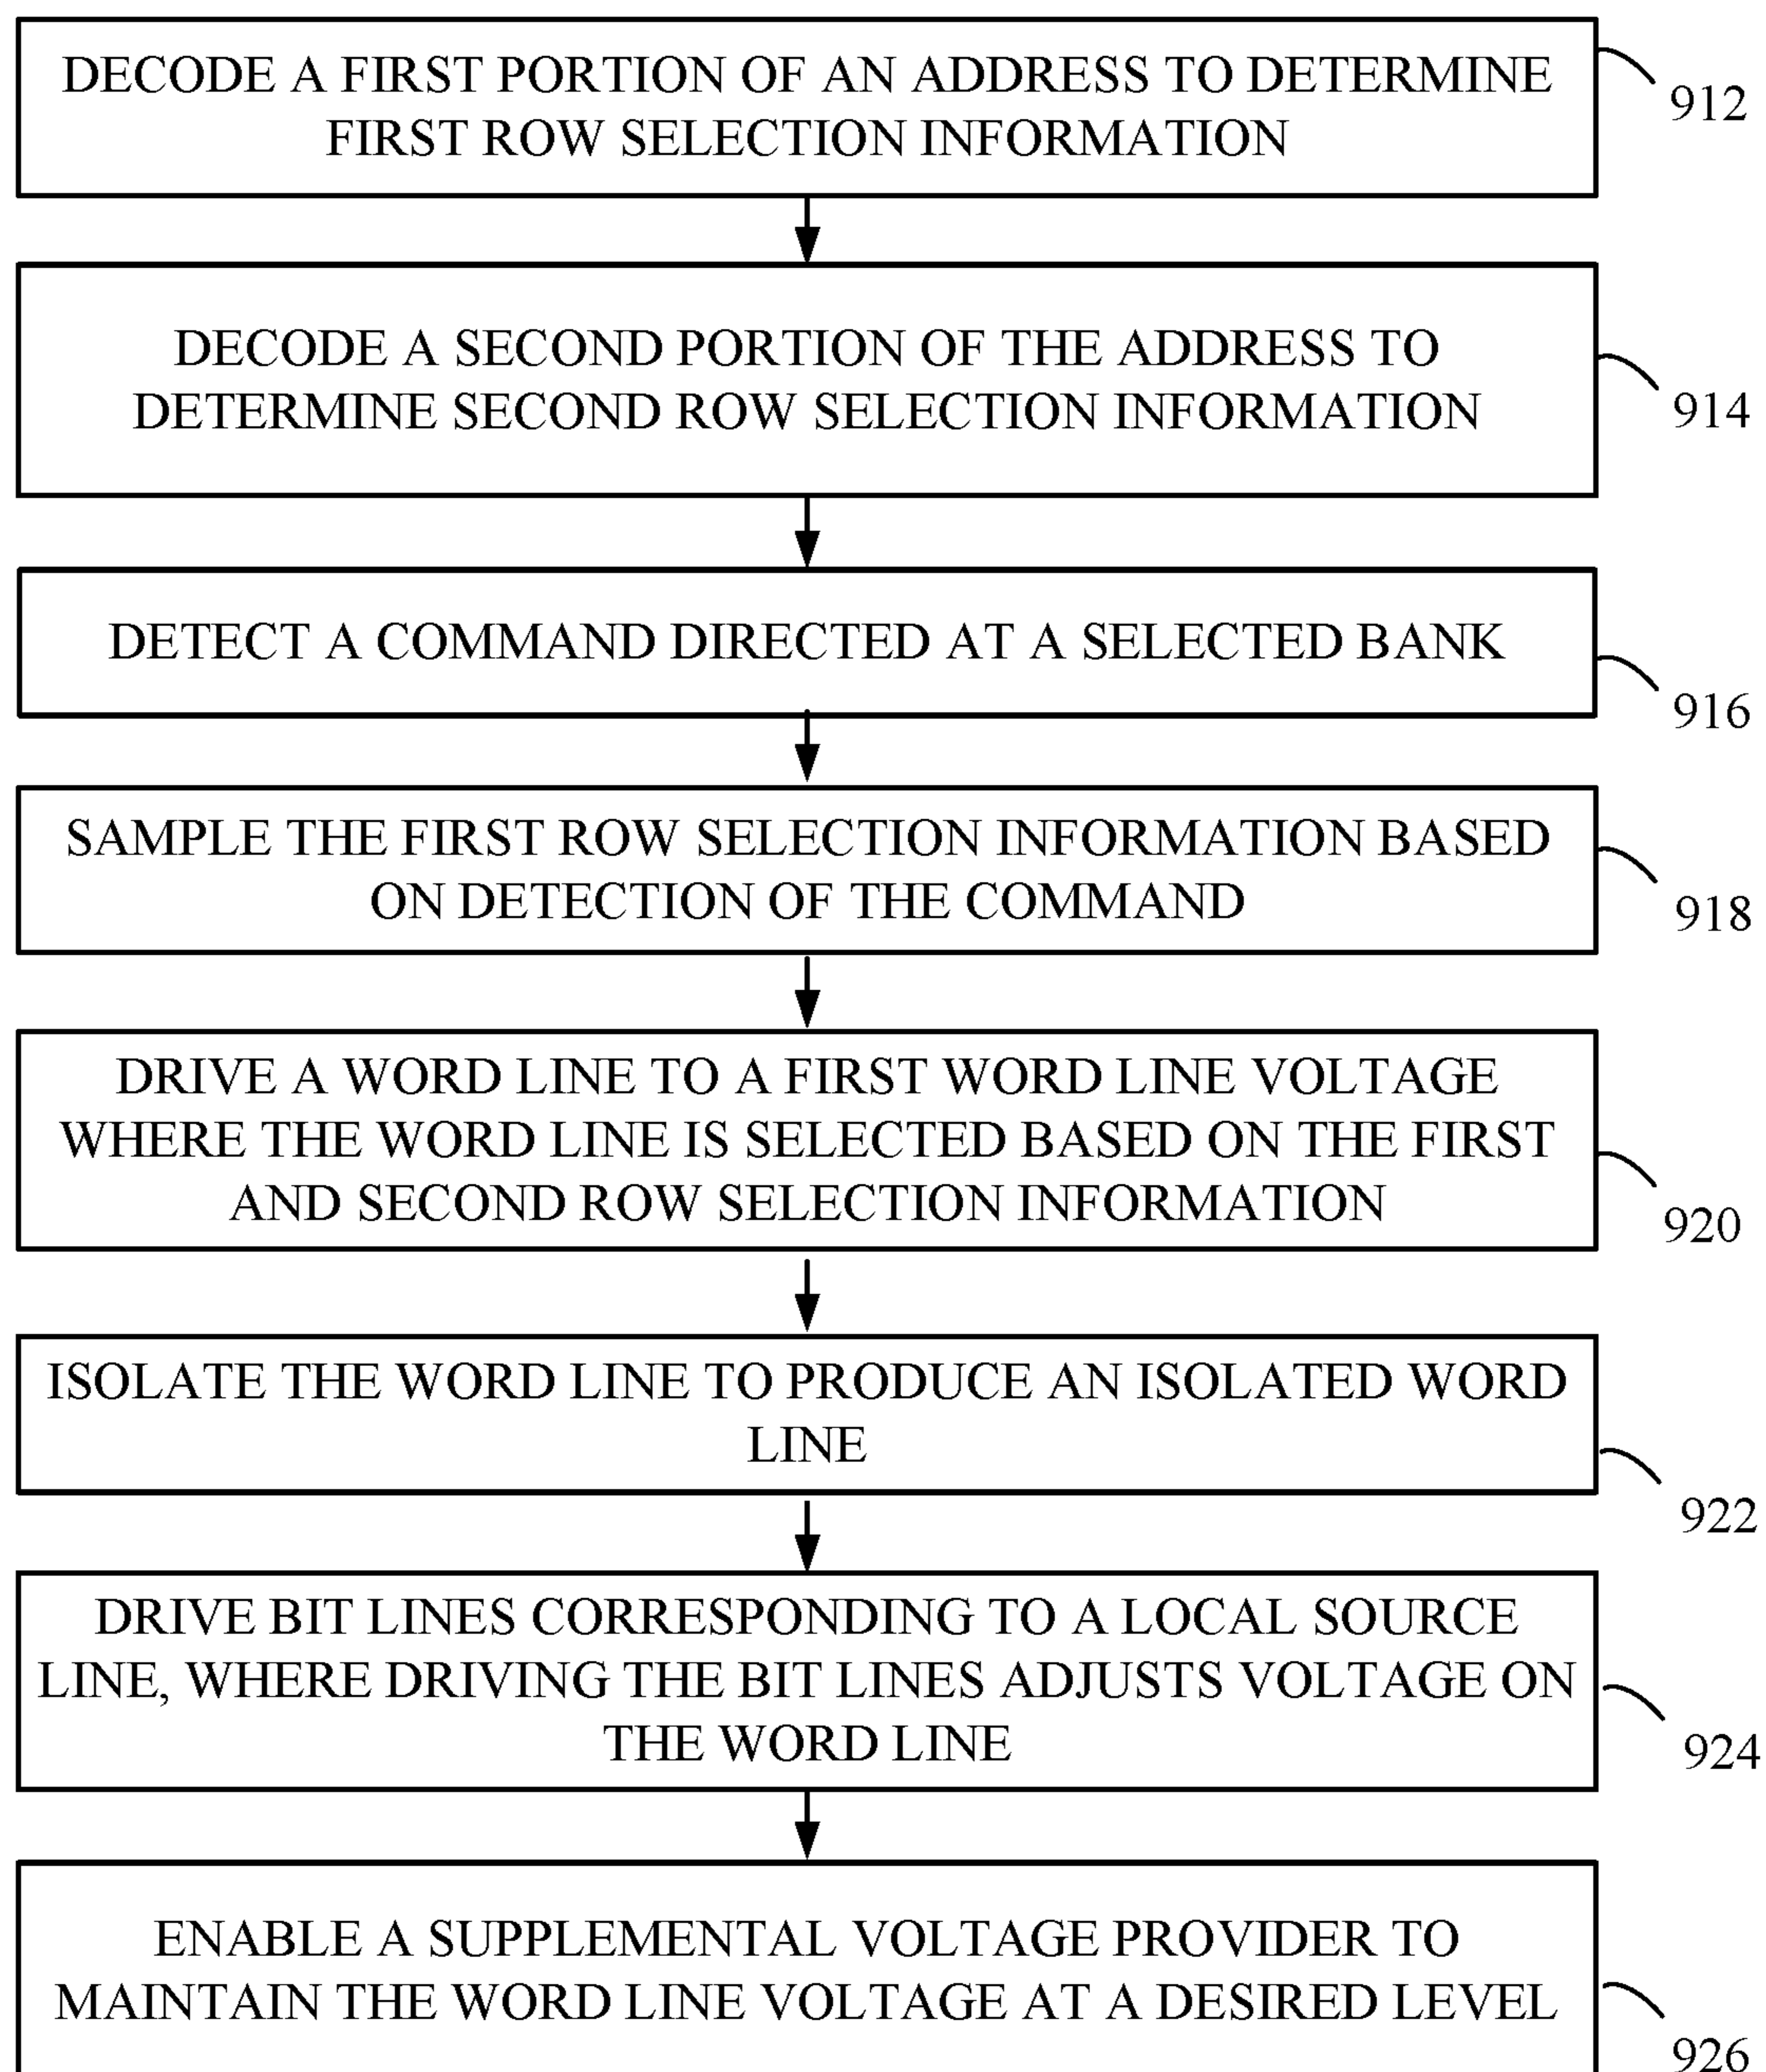 DECODE A FIRST PORTION OF AN ADDRESS TO DETERMINE
FIRST ROW SELECTION INFORMATION
912
DECODE A SECOND PORTION OF THE ADDRESS TO
DETERMINE SECOND ROW SELECTION INFORMATION
914
DETECT A COMMAND DIRECTED AT A SELECTED BANK
916
SAMPLE THE FIRST ROW SELECTION INFORMATION BASED
ON DETECTION OF THE COMMAND
918
DRIVE A WORD LINE TO A FIRST WORD LINE VOLTAGE
WHERE THE WORD LINE IS SELECTED BASED ON THE FIRST
AND SECOND ROW SELECTION INFORMATION
920
ISOLATE THE WORD LINE TO PRODUCE AN ISOLATED WORD
LINE
922
DRIVE BIT LINES CORRESPONDING TO A LOCAL SOURCE
LINE, WHERE DRIVING THE BIT LINES ADJUSTS VOLTAGE ON
THE WORD LINE
924
ENABLE A SUPPLEMENTAL VOLTAGE PROVIDER TO
MAINTAIN THE WORD LINE VOLTAGE AT A DESIRED LEVEL
926